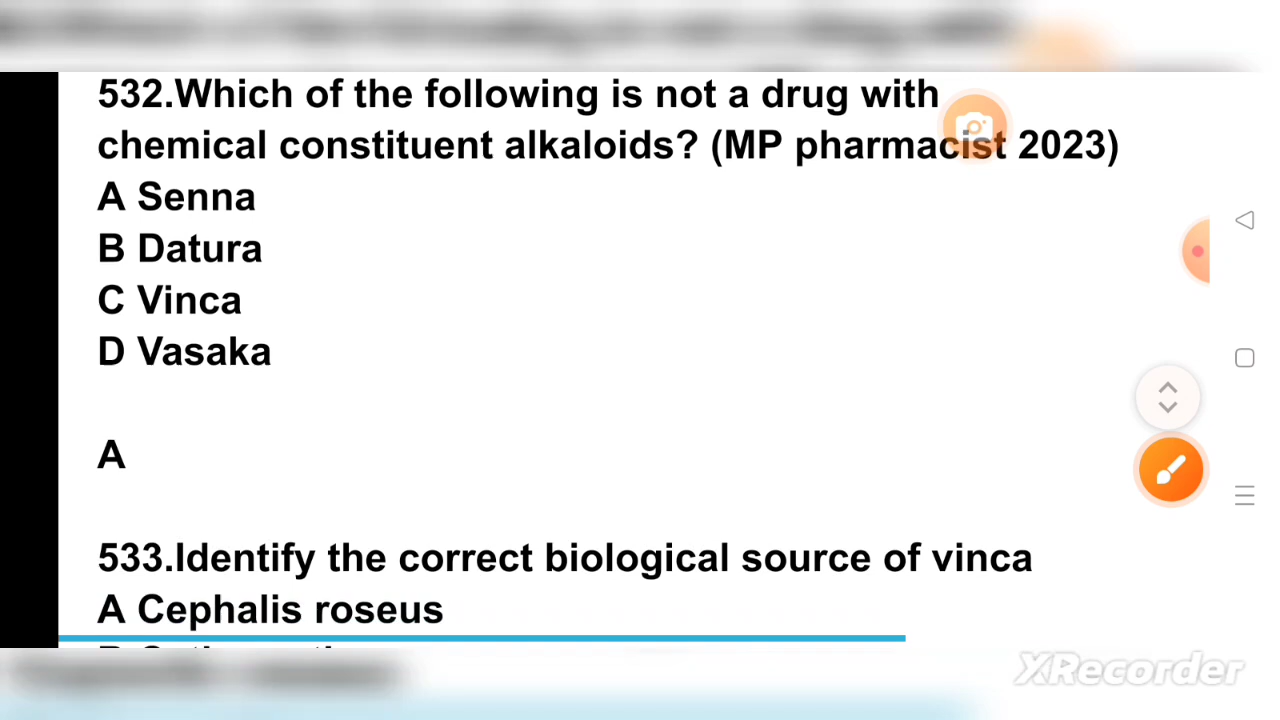 532.Which of the following is not a drug with
chemical constituent alkaloids? (MP pharmacist 2023)
A Senna
B Datura
C Vinca
D Vasaka
A
533.Identify the correct biological source of vinca
A Cephalis roseus
XRecorder